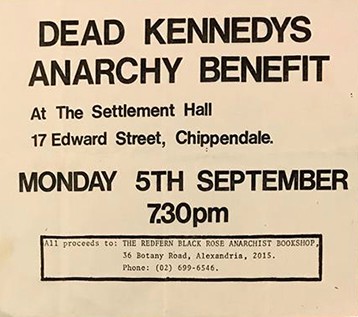 DEAD KENNEDYS
ANARCHY BENEFIT
At The Settlement Hall
17 Edward Street, Chippendale.
MONDAY 5TH SEPTEMBER
7.30pm
All proceeds to: THE REDFERN BLACK ROSE ANARCHIST BOOKSHOP,
36 Botany Road, Alexandria, 2015.
Phone: (02) 699-6546.